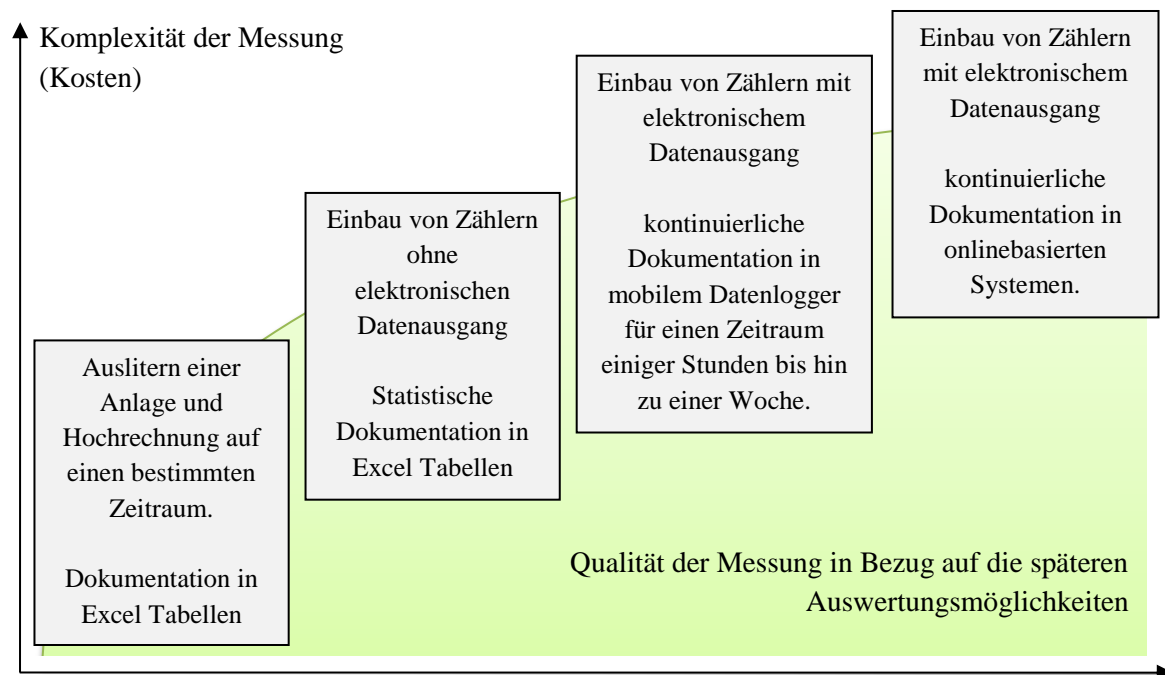 Komplexität der Messung
(Kosten)
Auslitern einer
Anlage und
Hochrechnung auf
einen bestimmten
Zeitraum.
Dokumentation in
Excel Tabellen
Einbau von Zählern
ohne
elektronischen
Datenausgang
Statistische
Dokumentation in
Excel Tabellen
Einbau von Zählern mit
elektronischem
Datenausgang
kontinuierliche
Dokumentation in
mobilem Datenlogger
für einen Zeitraum
einiger Stunden bis hin
zu einer Woche.
Einbau von Zählern
mit elektronischem
Datenausgang
kontinuierliche
Dokumentation in
onlinebasierten
Systemen.
Qualität der Messung in Bezug auf die späteren
Auswertungsmöglichkeiten